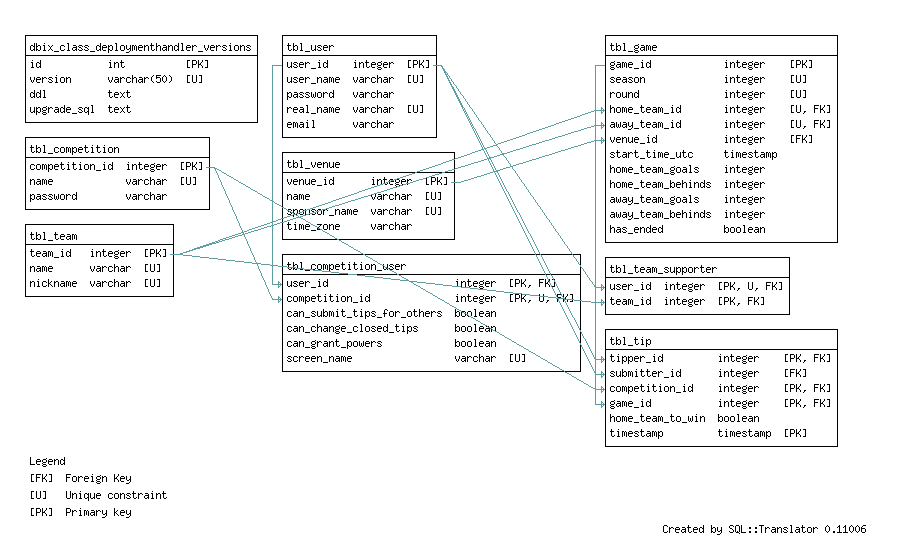 dbix_class_deploymenthandler_versions
id int [PK]
version varchar(50) [U]
ddl text
upgrade_sql text
tbl_competition
competition_id integer [PK]
name varchar [U]
password varchar
tbl_team
team_id integer [PK]
name varchar [U]
nickname varchar [U]
tbl_user
user_id integer [PK]
user_name varchar [U]
password varchar
real_name varchar [U]
email varchar
tbl_venue
venue_id integer [PK]
name varchar [U]
sponsor_name varchar [U]
time_zone varchar
tbl_competition_user
user_id integer [PK, FK]
competition_id integer [PK, U, FK]
can_submit_tips_for_others boolean
can_change_closed_tips boolean
can_grant_powers boolean
screen_name varchar [U]
tbl_game
game_id integer [PK]
season integer [U]
round integer [U]
home_team_id integer [U, FK]
away_team_id integer [U, FK]
venue_id integer [FK]
start_time_utc timestamp
home_team_goals integer
home_team_behinds integer
away_team_goals integer
away_team_behinds integer
has_ended boolean
tbl_team_supporter
user_id integer [PK, U, FK]
team_id integer [PK, FK]
tbl_tip
tipper_id integer [PK, FK]
submitter_id integer [FK]
competition_id integer [PK, FK]
game_id integer [PK, FK]
home_team_to_win boolean
timestamp timestamp [PK]
Legend
[FK] Foreign Key
[U] Unique constraint
[PK] Primary key
Created by SQL::Translator 0.11006